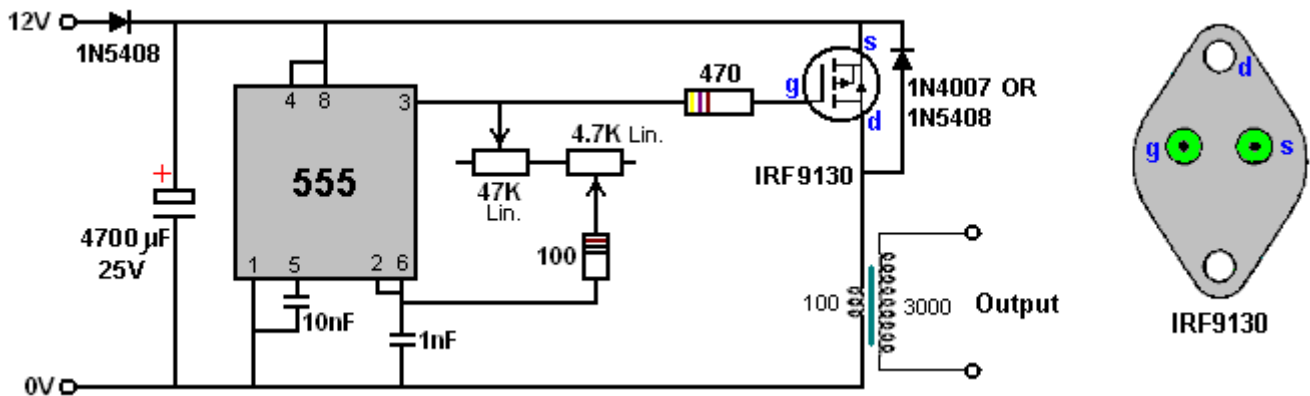 12V
1N5408
4 8 3
555
1 5 2 6
+
4700 µF
25V
10nF
1nF
47K
Lin.
4.7K Lin.
100
470
g
s
d
1N4007 OR
1N5408
IRF9130
100
3000
Output
0V
d
g
s
IRF9130